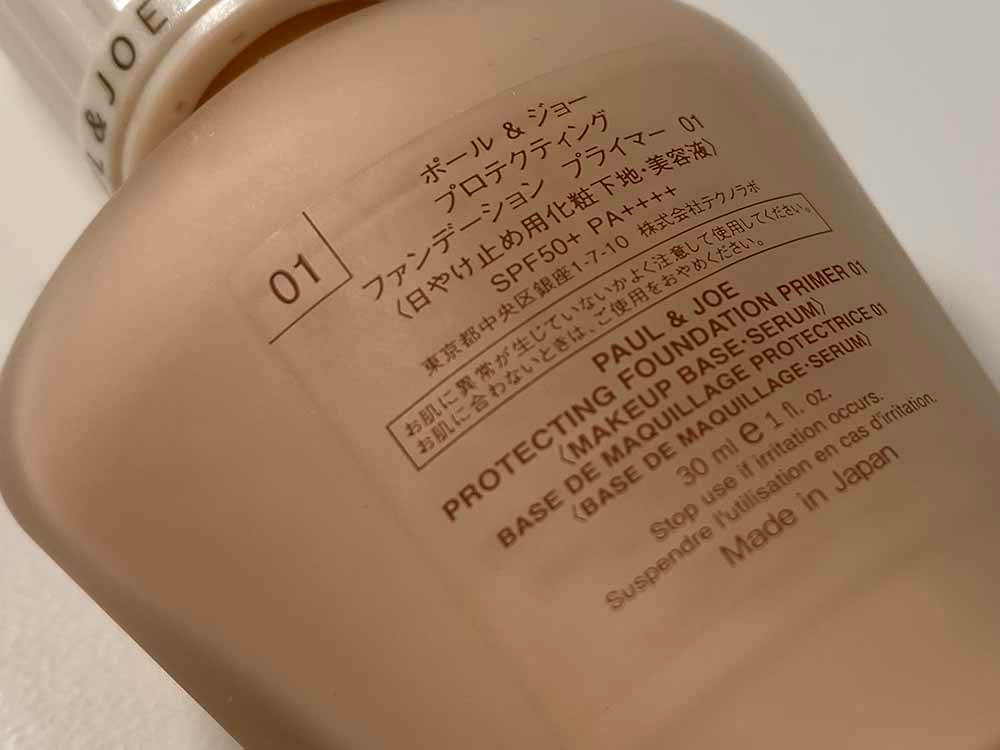 & JOE
01
ポール & ジョー
プロテクティング
ファンデーション プライマー 01
〈日やけ止め用化粧下地・美容液〉
SPF50+ PA++++
東京都中央区銀座1-7-10 株式会社テクノラボ
お肌に異常が生じていないかよく注意して使用してください。
お肌に合わないときは、ご使用をおやめください。
PAUL & JOE
PROTECTING FOUNDATION PRIMER 01
〈MAKEUP BASE·SERUM〉
BASE DE MAQUILLAGE PROTECTRICE 01
〈BASE DE MAQUILLAGE·SERUM〉
30 ml e 1 fl. oz.
Stop use if irritation occurs.
Suspendre l'utilisation en cas d'irritation.
Made in Japan